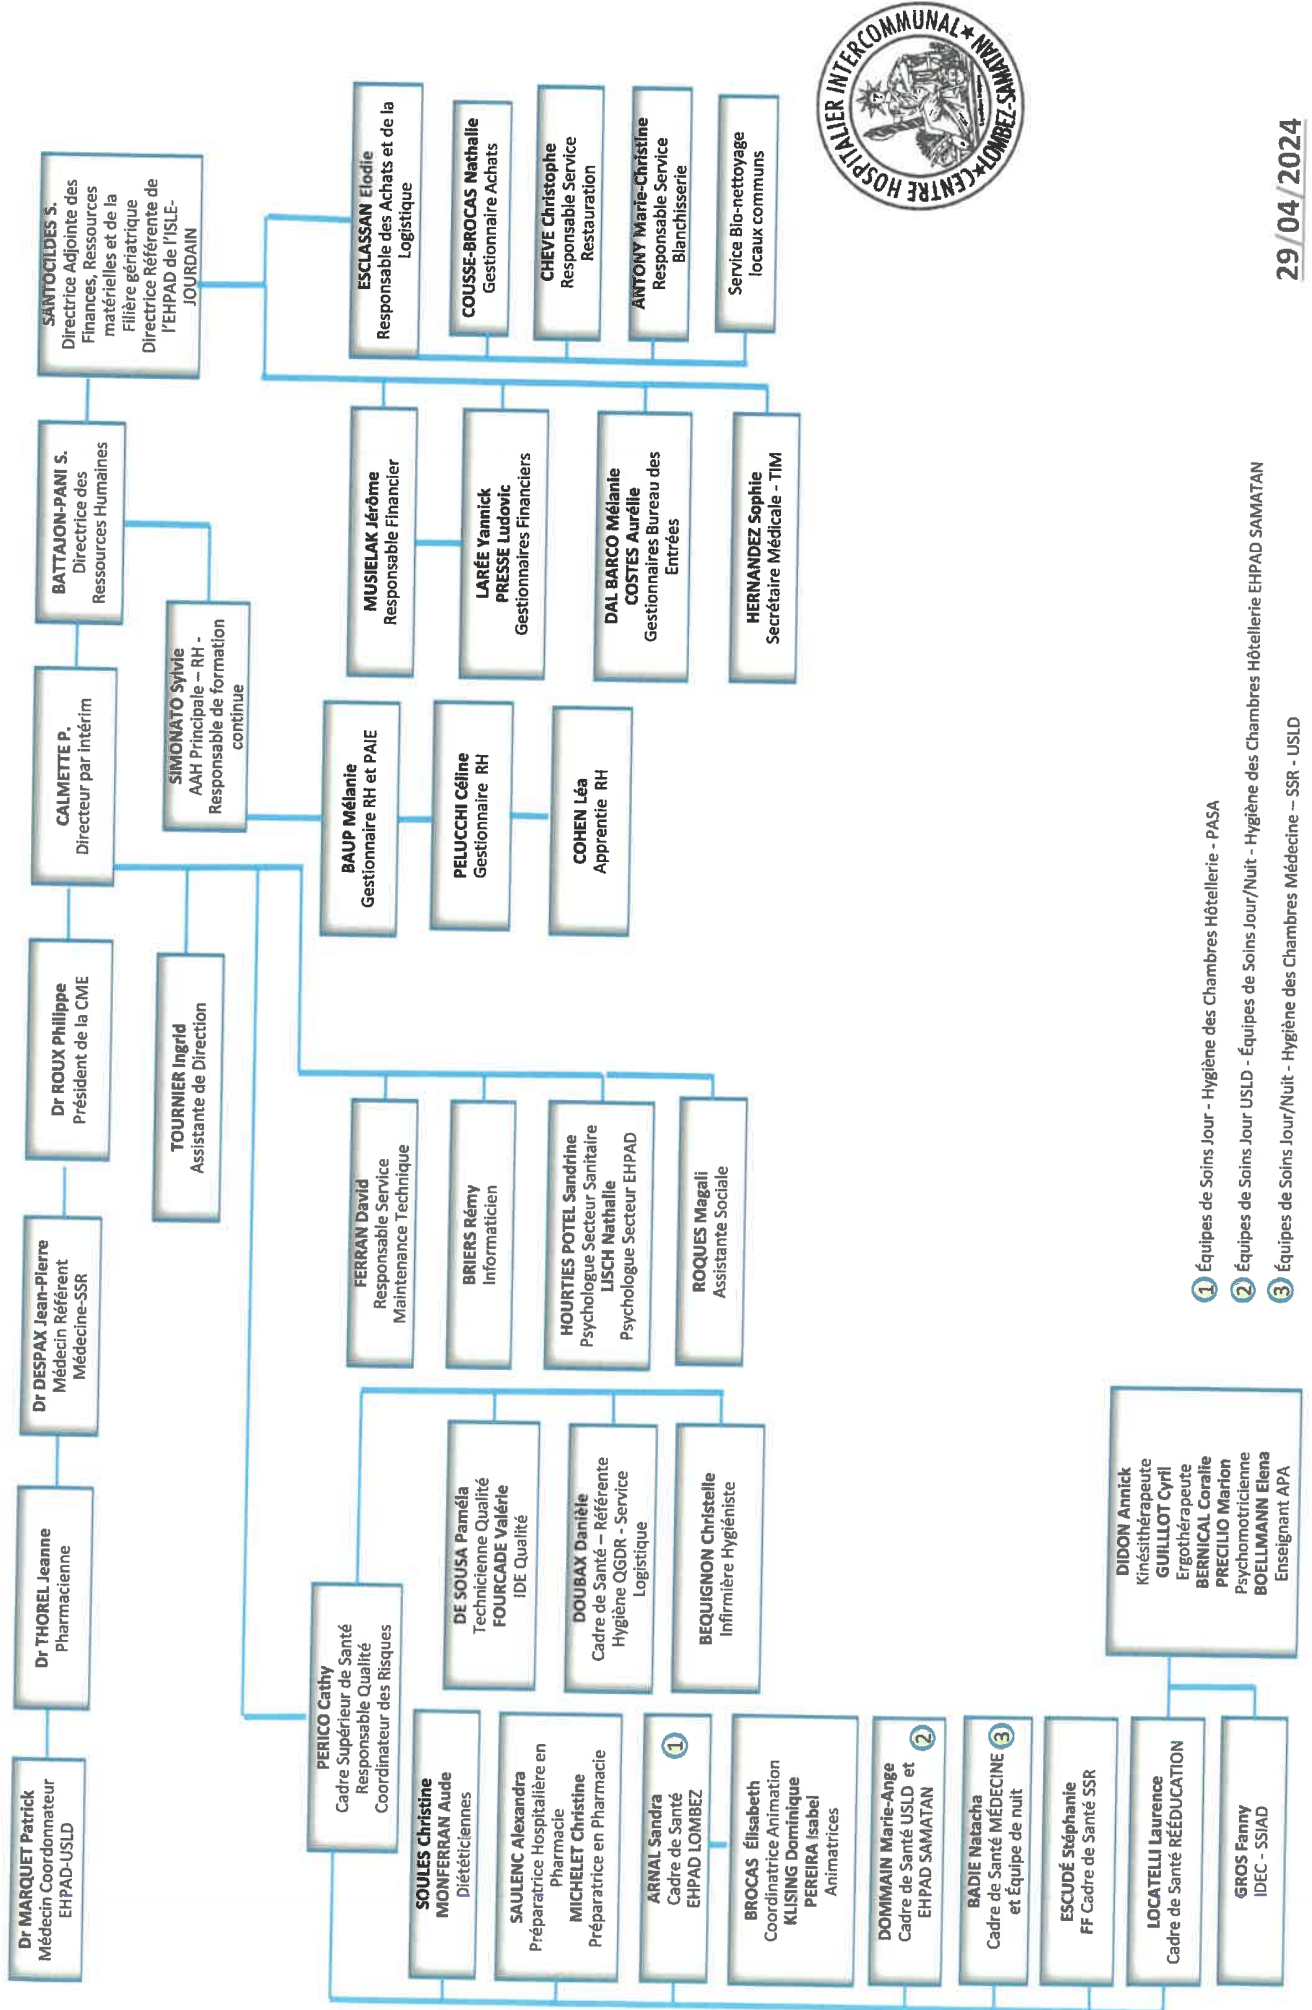 Dr MARQUET Patrick
Médecin Coordonnateur
EHPAD-USLD
Dr THOREL Jeanne
Pharmacienne
Dr DESPAX Jean-Pierre
Médecin Référent
Médecine-SSR
Dr ROUX Philippe
Président de la CME
CALMETTE P.
Directeur par intérim
BATTAJON-PANI S.
Directrice des
Ressources Humaines
SANTOCILDES S.
Directrice Adjointe des
Finances, Ressources
matérielles et de la
Filière gériatrique
Directrice Référente de
l'EHPAD de l'ISLE-
JOURDAIN
TOURNIER Ingrid
Assistante de Direction
SIMONATO Sylvie
AAH Principale – RH -
Responsable de formation
continue
PERICO Cathy
Cadre Supérieur de Santé
Responsable Qualité
Coordinateur des Risques
SOULES Christine
MONFERRAN Aude
Diététiciennes
SAULENC Alexandra
Préparatrice Hospitalière en
Pharmacie
MICHELET Christine
Préparatrice en Pharmacie
ARNAL Sandra
Cadre de Santé
EHPAD LOMBEZ
1
BROCAS Élisabeth
Coordinatrice Animation
KLISING Dominique
PEREIRA Isabel
Animatrices
DOMMAIN Marie-Ange
Cadre de Santé USLD et
EHPAD SAMATAN
2
BADIE Natacha
Cadre de Santé MÉDECINE
et Équipe de nuit
3
ESCUDÉ Stéphanie
FF Cadre de Santé SSR
LOCATELLI Laurence
Cadre de Santé RÉÉDUCATION
GROS Fanny
IDEC - SSIAD
DE SOUSA Paméla
Technicienne Qualité
FOURCADE Valérie
IDE Qualité
DOUBAX Danièle
Cadre de Santé – Référente
Hygiène QGDR - Service
Logistique
BEQUIGNON Christelle
Infirmière Hygiéniste
DIDON Annick
Kinésithérapeute
GUILLLOT Cyril
Ergothérapeute
BERNICAL Coralie
PRECILIO Marion
Psychomotricienne
BOELLMANN Elena
Enseignant APA
FERRAN David
Responsable Service
Maintenance Technique
BRIERS Rémy
Informaticien
HOURTIES POTEL Sandrine
Psychologue Secteur Sanitaire
LISCH Nathalie
Psychologue Secteur EHPAD
ROQUES Magali
Assistante Sociale
BAUP Mélanie
Gestionnaire RH et PAIE
PELUCCHI Céline
Gestionnaire RH
COHEN Léa
Apprentie RH
MUSIELAK Jérôme
Responsable Financier
LARÉE Yannick
PRESSE Ludovic
Gestionnaires Financiers
DAL BARCO Mélanie
COSTES Aurélie
Gestionnaires Bureau des
Entrées
HERNANDEZ Sophie
Secrétaire Médicale - TIM
ESCLASSAN Elodie
Responsable des Achats et de la
Logistique
COUSSE-BROCAS Nathalie
Gestionnaire Achats
CHEVE Christophe
Responsable Service
Restauration
ANTONY Marie-Christine
Responsable Service
Blanchisserie
Service Bio-nettoyage
locaux communs
CENTRE HOSPITALIER INTERCOMMUNAL
LOMBEZ-SAMATAN
1 Équipes de Soins Jour - Hygiène des Chambres Hôtellerie - PASA
2 Équipes de Soins Jour USLD - Équipes de Soins Jour/Nuit - Hygiène des Chambres Hôtellerie EHPAD SAMATAN
3 Équipes de Soins Jour/Nuit - Hygiène des Chambres Médecine – SSR - USLD
29/04/2024